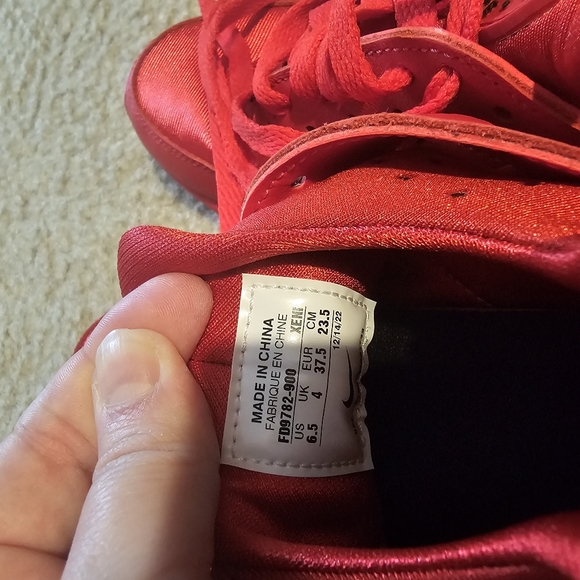 MADE IN CHINA
FABRIQUE EN CHINE
FD9782-900
US UK EUR CM
6.5 4 37.5 23.5
12/14/22